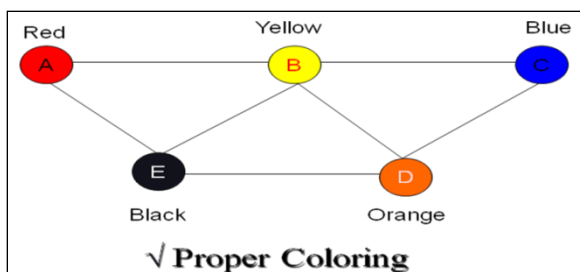 Red Yellow Blue
A B C
E D
Black Orange
√ Proper Coloring